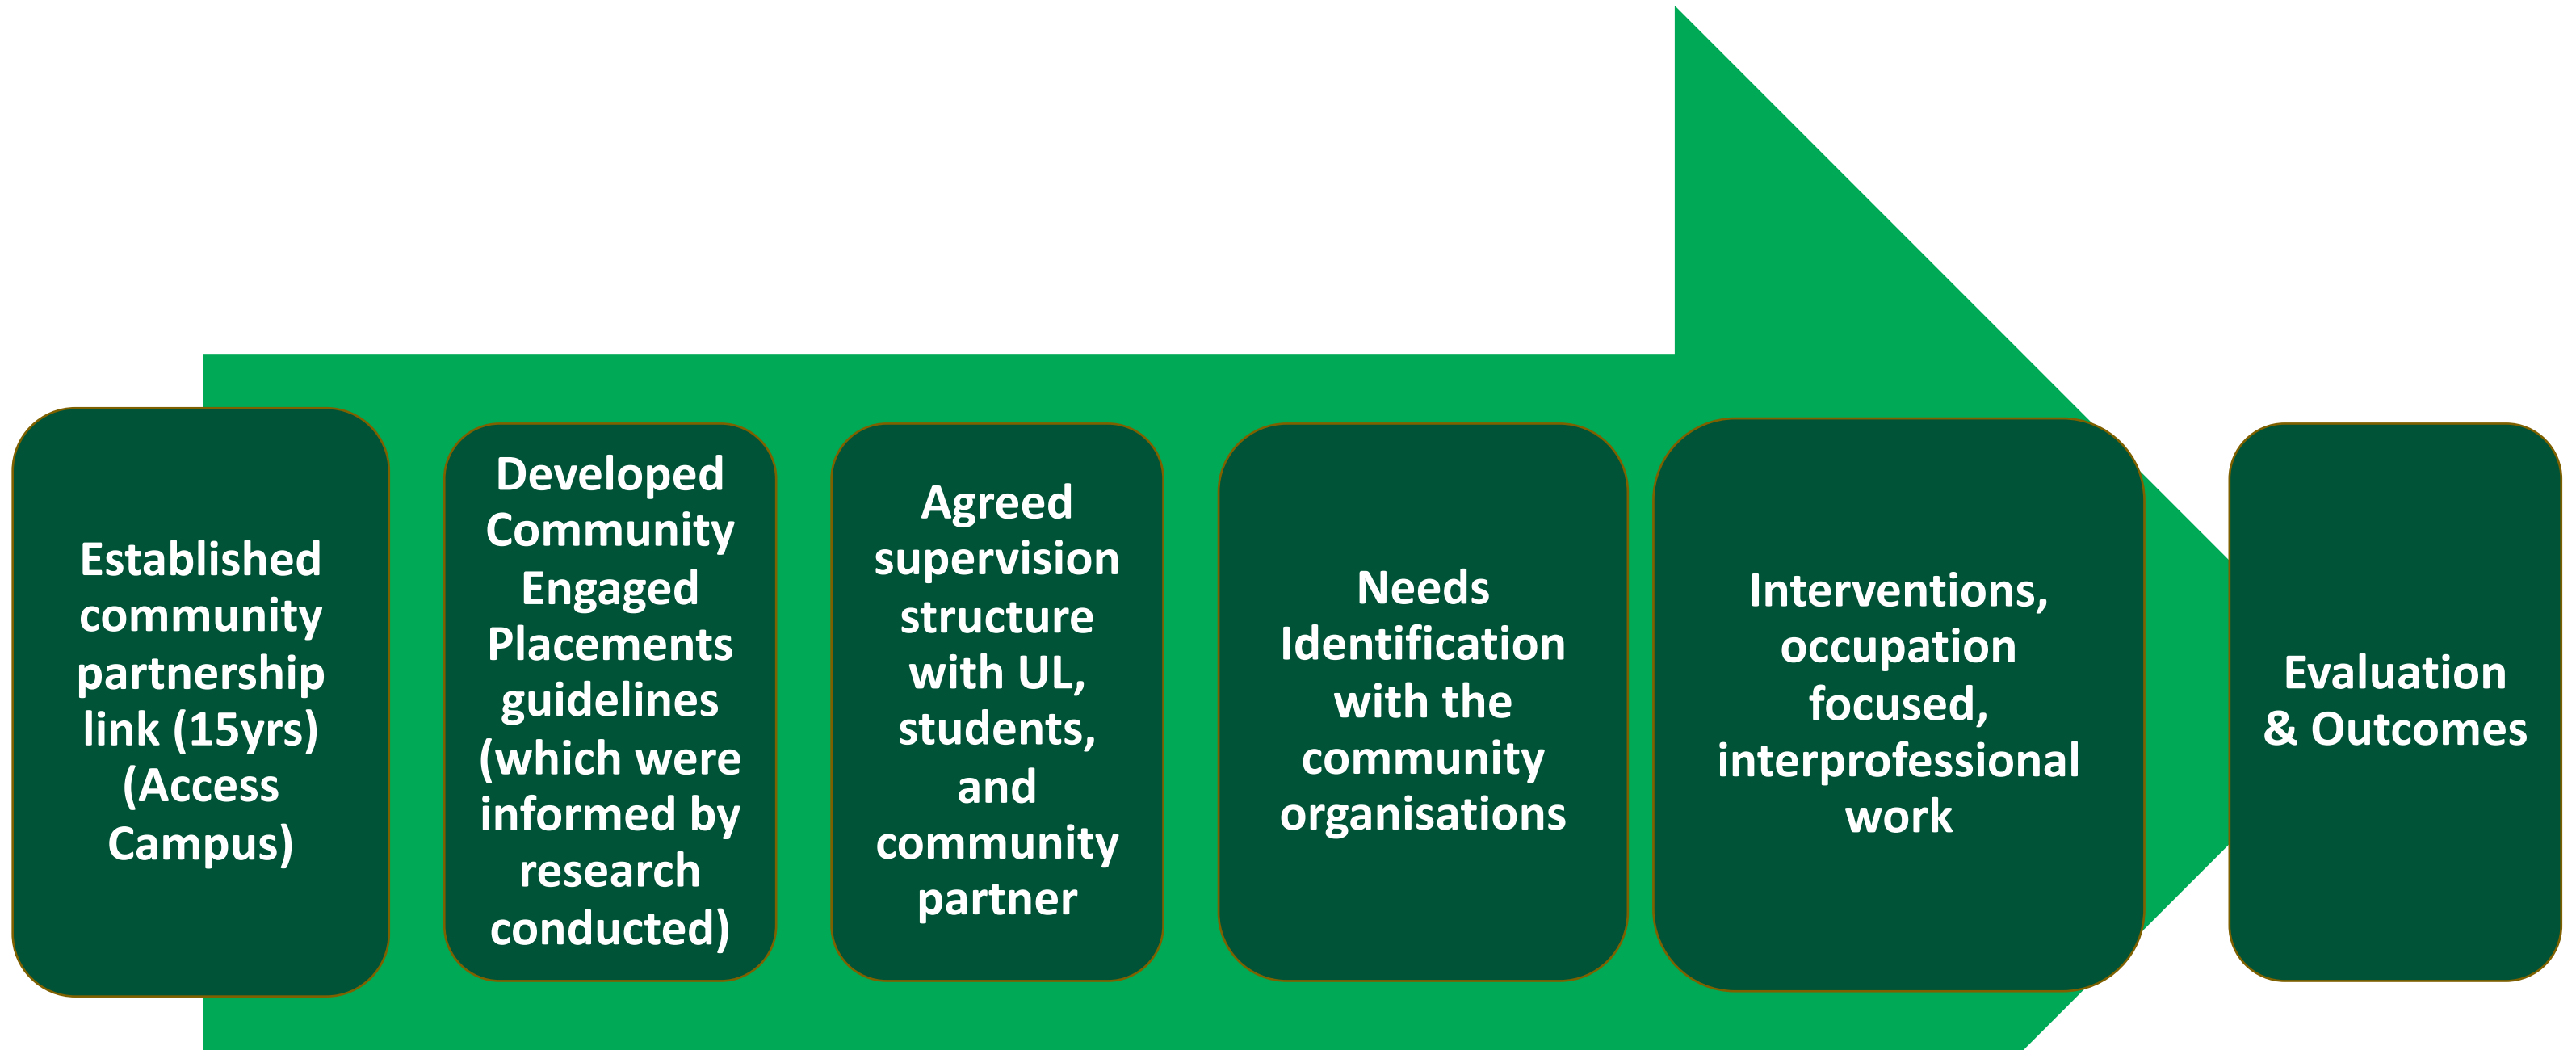 Established
community
partnership
link (15yrs)
(Access
Campus)
Developed
Community
Engaged
Placements
guidelines
(which were
informed by
research
conducted)
Agreed
supervision
structure
with UL,
students,
and
community
partner
Needs
Identification
with the
community
organisations
Interventions,
occupation
focused,
interprofessional
work
Evaluation
& Outcomes